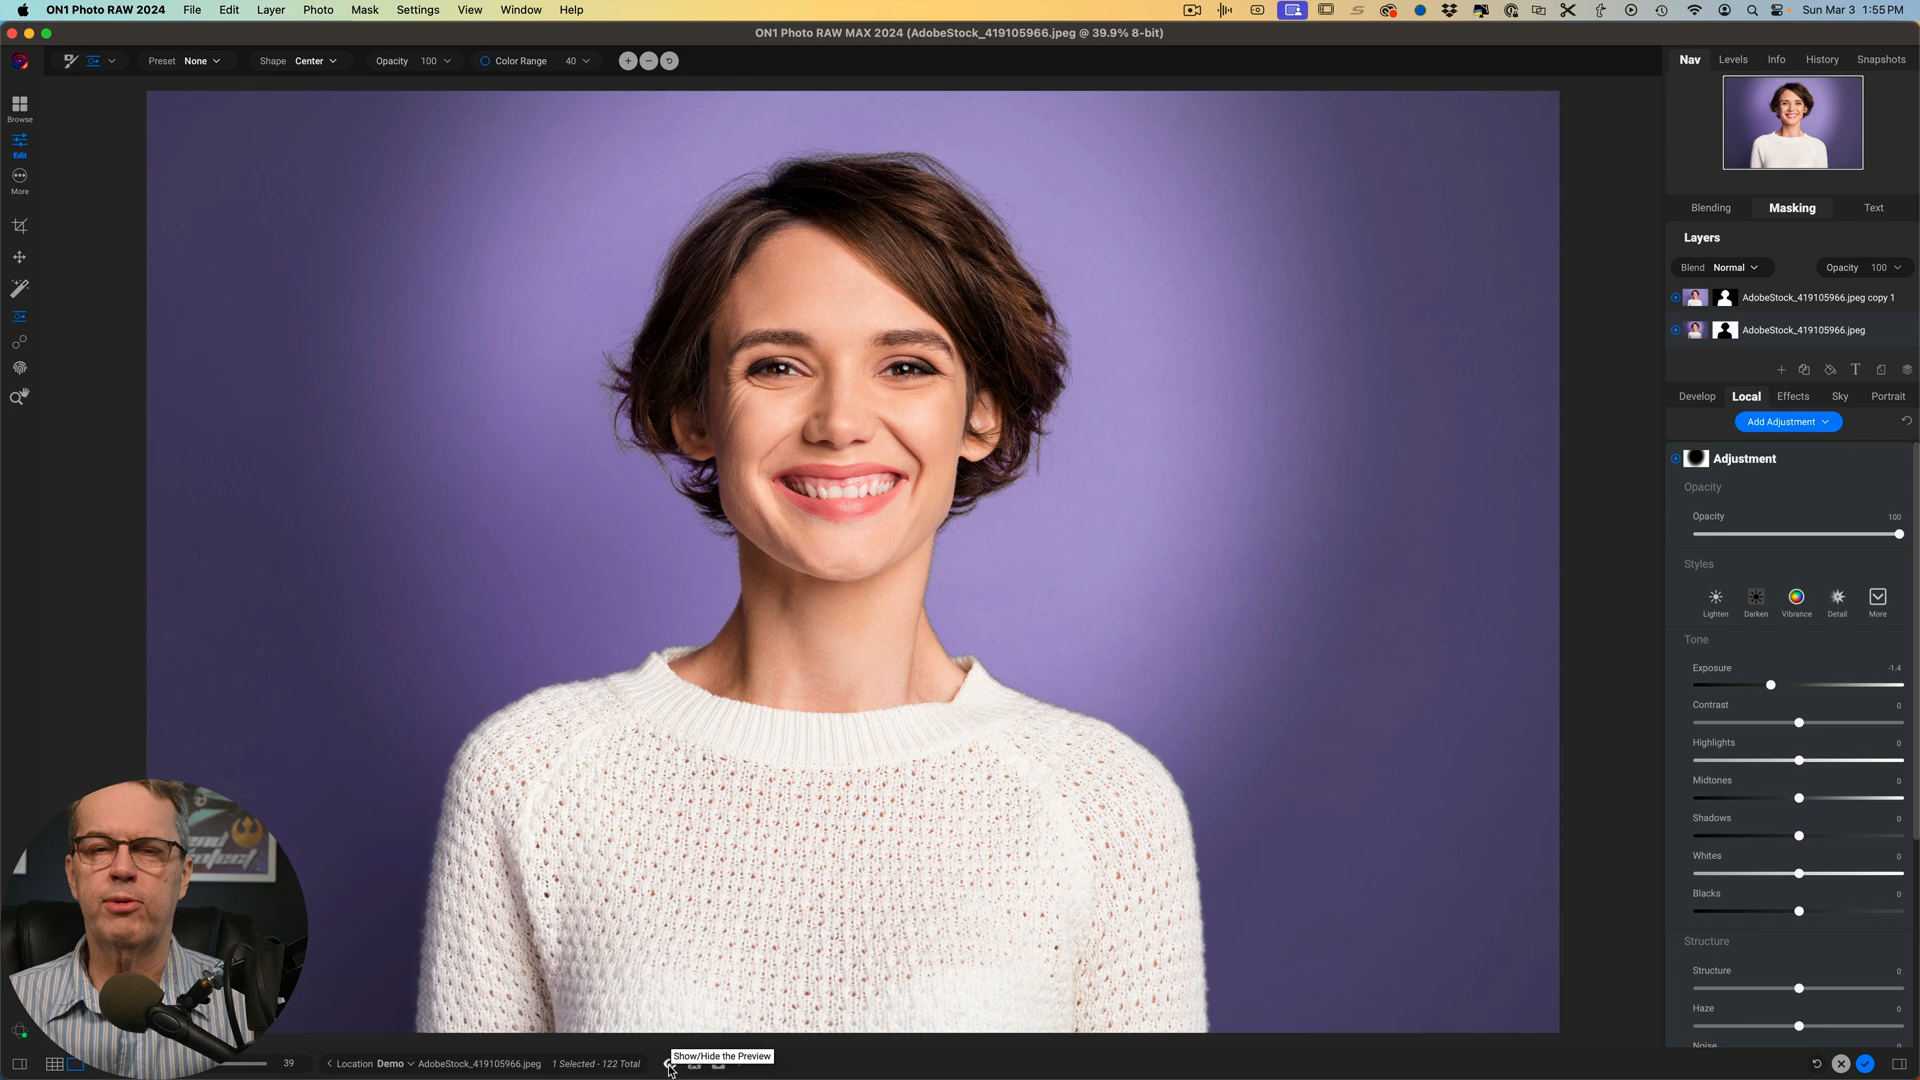 ON1 Photo RAW 2024 File Edit Layer Photo Mask Settings View Window Help Sun Mar 3 1:55 PM
ON1 Photo RAW MAX 2024 (AdobeStock_419105966.jpeg @ 39.9% 8-bit)
Preset None Shape Center Opacity 100 Color Range 40
Nav Levels Info History Snapshots
Browse
Edit
More
Blending Masking Text
Layers
Blend Normal Opacity 100
AdobeStock_419105966.jpeg copy 1
AdobeStock_419105966.jpeg
Develop Local Effects Sky Portrait
Add Adjustment
Adjustment
Opacity
Opacity 100
Styles
Lighten Darken Vibrance Detail More
Tone
Exposure -1.4
Contrast 0
Highlights 0
Midtones 0
Shadows 0
Whites 0
Blacks 0
Structure
Structure 0
Haze 0
Noise
Show/Hide the Preview
39 Location Demo AdobeStock_419105966.jpeg 1 Selected - 122 Total